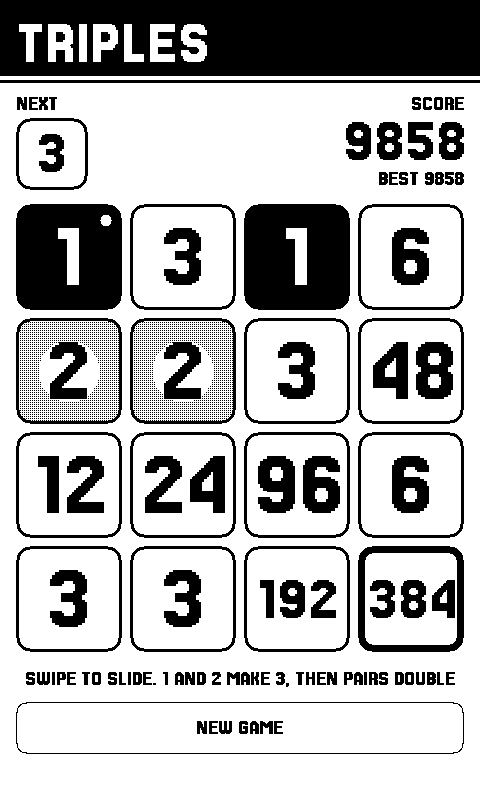 TRIPLES
NEXT
SCORE
3
9858
BEST 9858
1 3 1 6
2 2 3 48
12 24 96 6
3 3 192 384
SWIPE TO SLIDE. 1 AND 2 MAKE 3, THEN PAIRS DOUBLE
NEW GAME